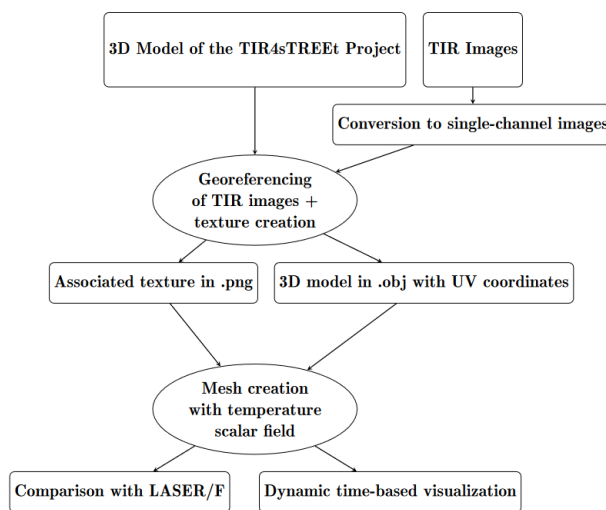 3D Model of the TIR4sTREEt Project
TIR Images
Conversion to single-channel images
Georeferencing
of TIR images +
texture creation
Associated texture in .png
3D model in .obj with UV coordinates
Mesh creation
with temperature
scalar field
Comparison with LASER/F
Dynamic time-based visualization